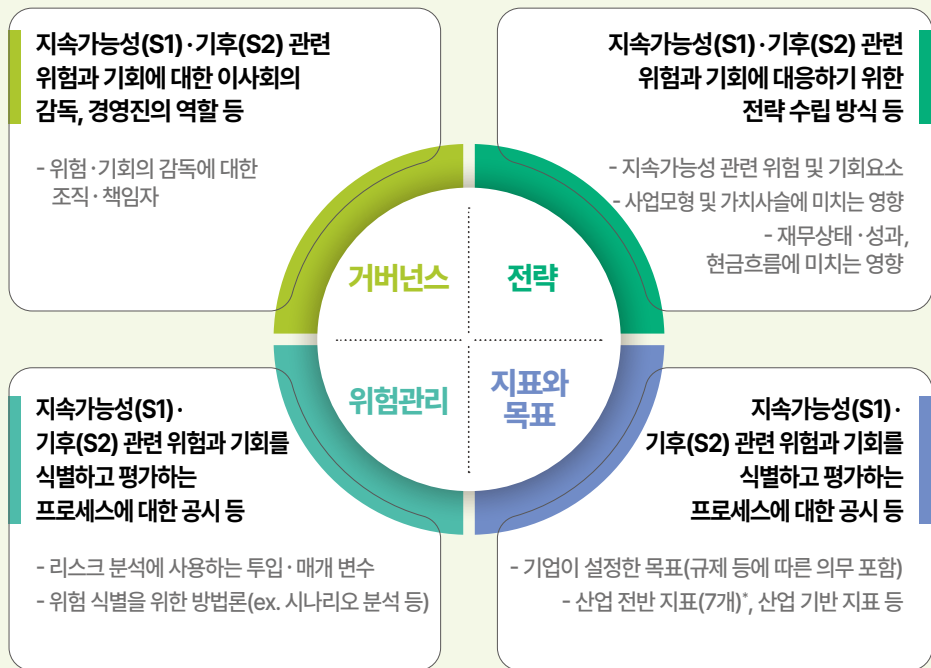 지속가능성(S1)·기후(S2) 관련
위험과 기회에 대한 이사회의
감독, 경영진의 역할 등
- 위험·기회의 감독에 대한
조직·책임자
지속가능성(S1)·기후(S2) 관련
위험과 기회에 대응하기 위한
전략 수립 방식 등
- 지속가능성 관련 위험 및 기회요소
- 사업모형 및 가치사슬에 미치는 영향
- 재무상태·성과,
현금흐름에 미치는 영향
거버넌스
전략
위험관리
지표와
목표
지속가능성(S1)·
기후(S2) 관련 위험과 기회를
식별하고 평가하는
프로세스에 대한 공시 등
- 리스크 분석에 사용하는 투입·매개 변수
- 위험 식별을 위한 방법론(ex. 시나리오 분석 등)
지속가능성(S1)·
기후(S2) 관련 위험과 기회를
식별하고 평가하는
프로세스에 대한 공시 등
- 기업이 설정한 목표(규제 등에 따른 의무 포함)
- 산업 전반 지표(7개)*, 산업 기반 지표 등